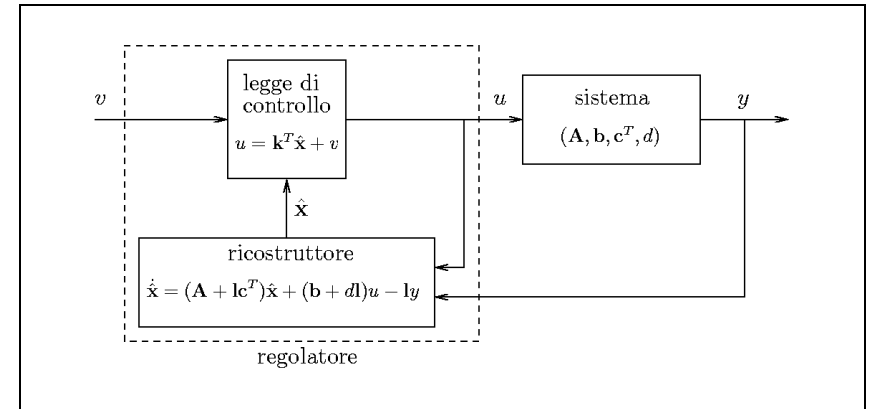 legge di
controllo
u = k^T x̂ + v
v
u
sistema
(A, b, c^T, d)
y
x̂
ricostruttore
x̂̇ = (A + lc^T)x̂ + (b + dl)u − ly
regolatore